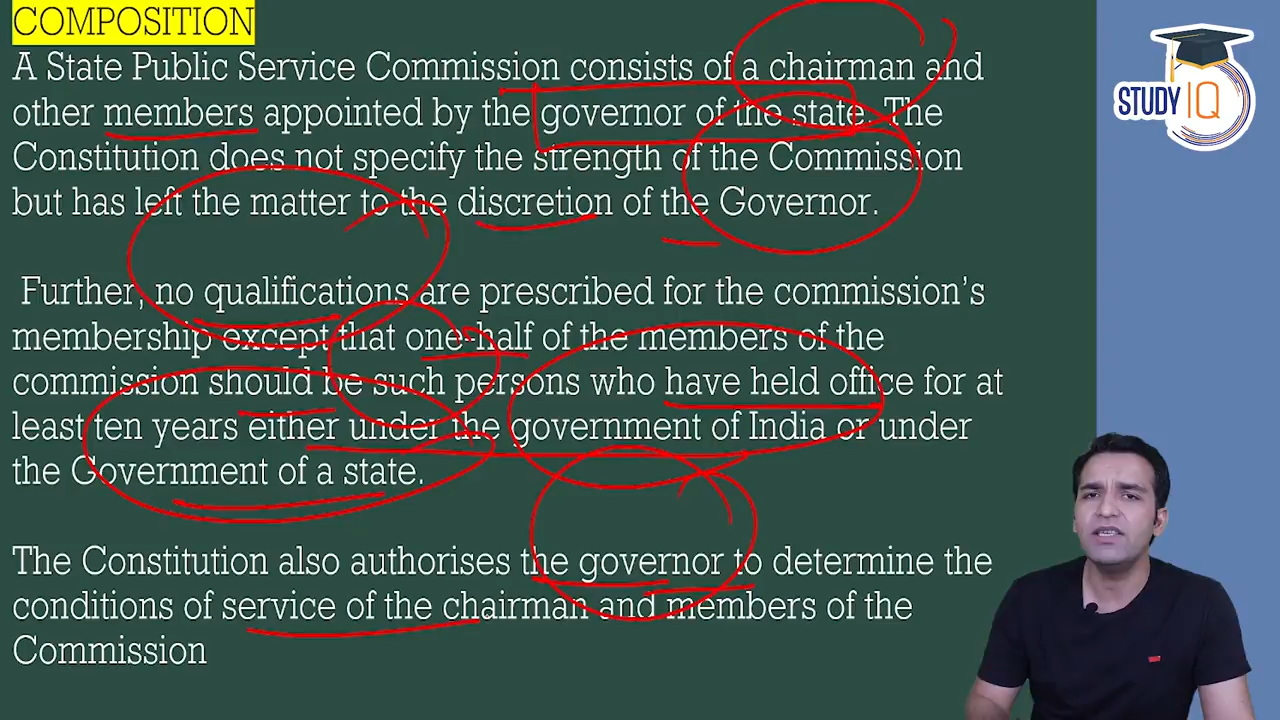 COMPOSITION
A State Public Service Commission consists of a chairman and
other members appointed by the governor of the state. The
Constitution does not specify the strength of the Commission
but has left the matter to the discretion of the Governor.
Further, no qualifications are prescribed for the commission's
membership except that one-half of the members of the
commission should be such persons who have held office for at
least ten years either under the government of India or under
the Government of a state.
The Constitution also authorises the governor to determine the
conditions of service of the chairman and members of the
Commission
STUDY IQ